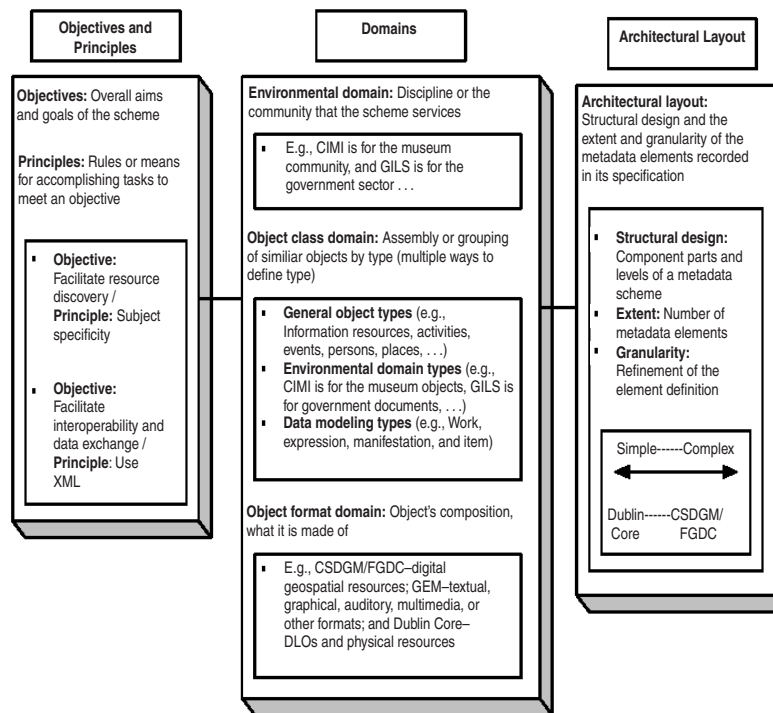 Objectives and
Principles
Objectives: Overall aims
and goals of the scheme
Principles: Rules or means
for accomplishing tasks to
meet an objective
▪ Objective:
Facilitate resource
discovery /
Principle: Subject
specificity
▪ Objective:
Facilitate
interoperability and
data exchange /
Principle: Use
XML
Domains
Environmental domain: Discipline or the
community that the scheme services
▪ E.g., CIMI is for the museum
community, and GILS is for the
government sector . . .
Object class domain: Assembly or grouping
of similiar objects by type (multiple ways to
define type)
▪ General object types (e.g.,
Information resources, activities,
events, persons, places, . . .)
▪ Environmental domain types (e.g.,
CIMI is for the museum objects, GILS is
for government documents, . . .)
▪ Data modeling types (e.g., Work,
expression, manifestation, and item)
Object format domain: Object's composition,
what it is made of
▪ E.g., CSDGM/FGDC–digital
geospatial resources; GEM–textual,
graphical, auditory, multimedia, or
other formats; and Dublin Core–
DLOs and physical resources
Architectural Layout
Architectural layout:
Structural design and the
extent and granularity of the
metadata elements recorded
in its specification
▪ Structural design:
Component parts and
levels of a metadata
scheme
▪ Extent: Number of
metadata elements
▪ Granularity:
Refinement of the
element definition
Simple------Complex
Dublin------CSDGM/
Core FGDC